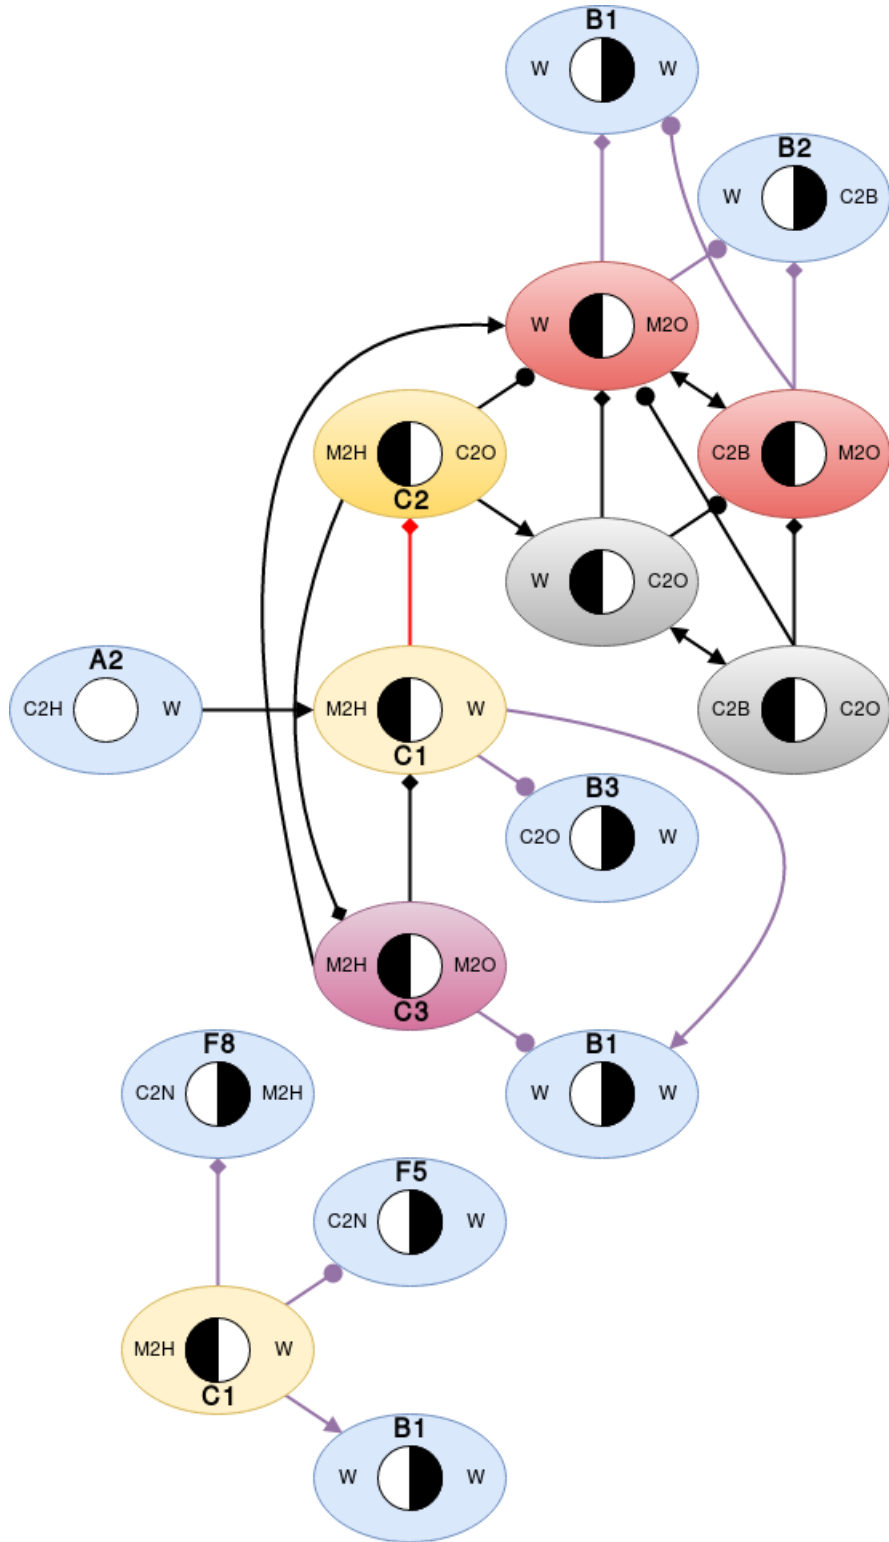 B1
W W
B2
W C2B
W M2O
M2H C2O
C2
C2B M2O
W C2O
A2
C2H W
M2H W
C1
C2B C2O
B3
C2O W
M2H M2O
C3
F8
C2N M2H
B1
W W
F5
C2N W
M2H W
C1
B1
W W